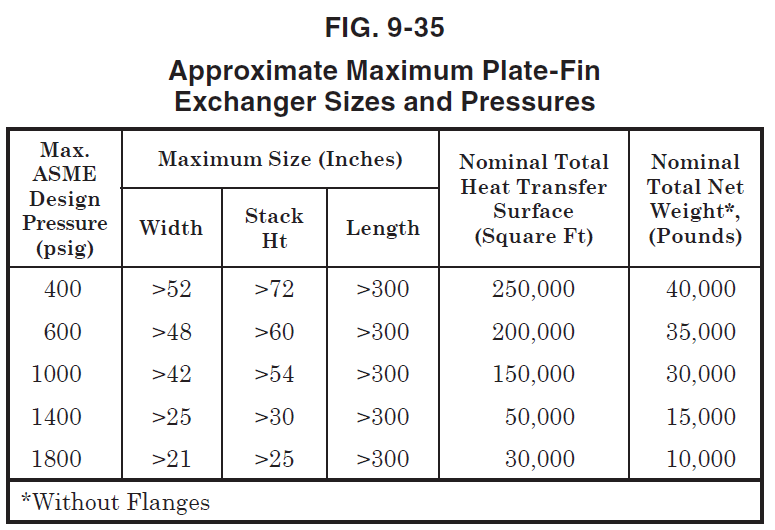 FIG. 9-35
Approximate Maximum Plate-Fin
Exchanger Sizes and Pressures
Max.
ASME
Design
Pressure
(psig)
Maximum Size (Inches)
Width
Stack
Ht
Length
Nominal Total
Heat Transfer
Surface
(Square Ft)
Nominal
Total Net
Weight*,
(Pounds)
400 >52 >72 >300 250,000 40,000
600 >48 >60 >300 200,000 35,000
1000 >42 >54 >300 150,000 30,000
1400 >25 >30 >300 50,000 15,000
1800 >21 >25 >300 30,000 10,000
*Without Flanges